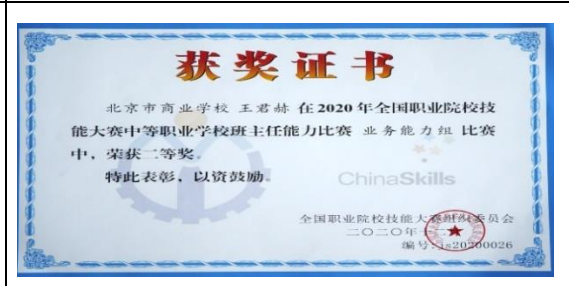 获奖证书
北京市商业学校 王君赫 在2020年全国职业院校技
能大赛中等职业学校班主任能力比赛 业务能力组 比赛
中，荣获二等奖。
特此表彰，以资鼓励。
ChinaSkills
全国职业院校技能大赛组织委员会
二〇二〇年十二
编号：js20200026